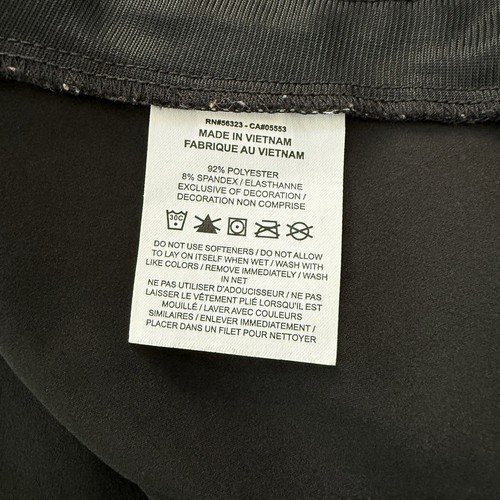 RN#56323 - CA#05553
MADE IN VIETNAM
FABRIQUE AU VIETNAM
92% POLYESTER
8% SPANDEX / ELASTHANNE
EXCLUSIVE OF DECORATION /
DECORATION NON COMPRISE
30C
DO NOT USE SOFTENERS / DO NOT ALLOW
TO LAY ON ITSELF WHEN WET / WASH WITH
LIKE COLORS / REMOVE IMMEDIATELY / WASH
IN NET
NE PAS UTILISER D'ADOUCISSEUR / NE PAS
LAISSER LE VÊTEMENT PLIÉ LORSQU'IL EST
MOUILLÉ / LAVER AVEC COULEURS
SIMILAIRES / ENLEVER IMMEDIATEMENT /
PLACER DANS UN FILET POUR NETTOYER